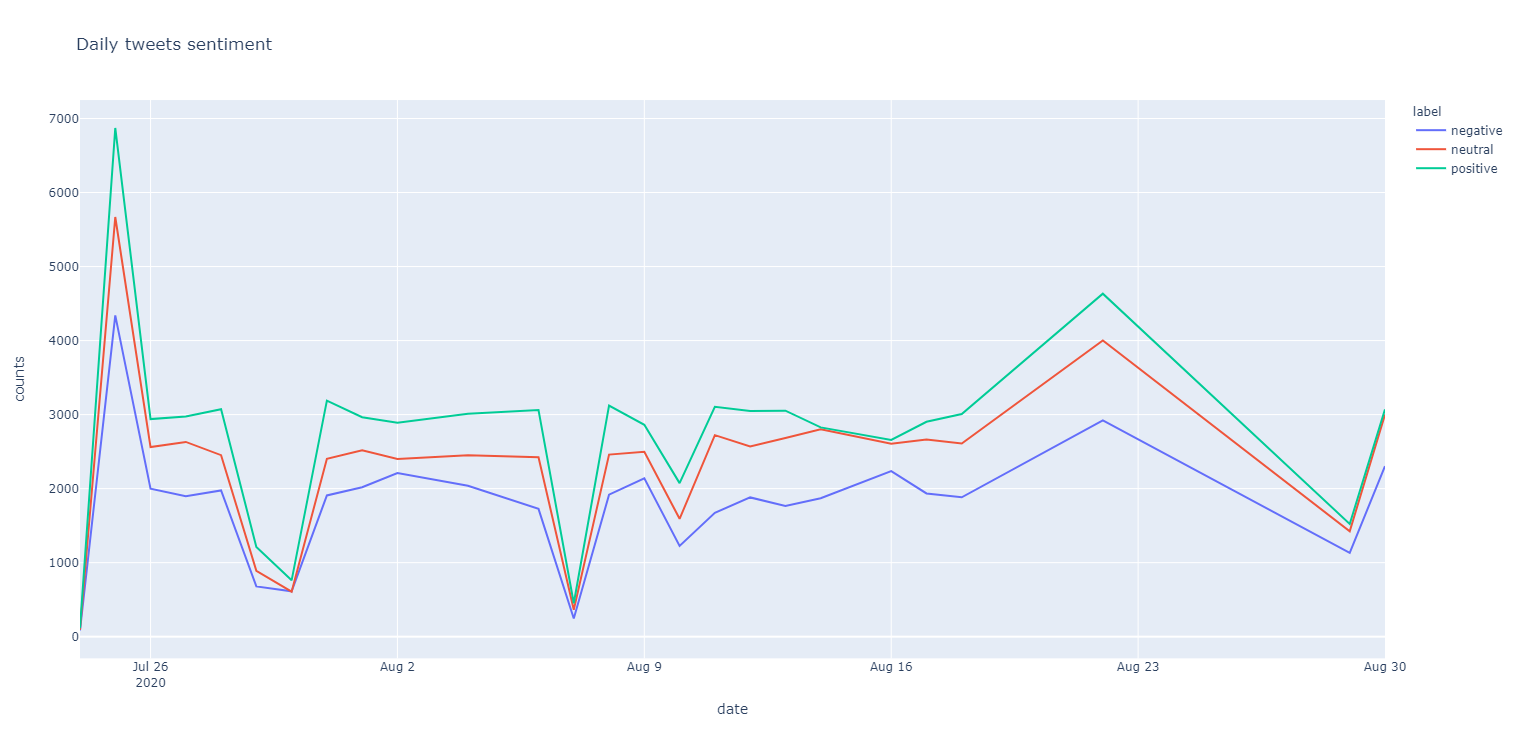 Daily tweets sentiment
label
negative
neutral
positive
counts
7000
6000
5000
4000
3000
2000
1000
0
Jul 26
2020
Aug 2
Aug 9
Aug 16
Aug 23
Aug 30
date